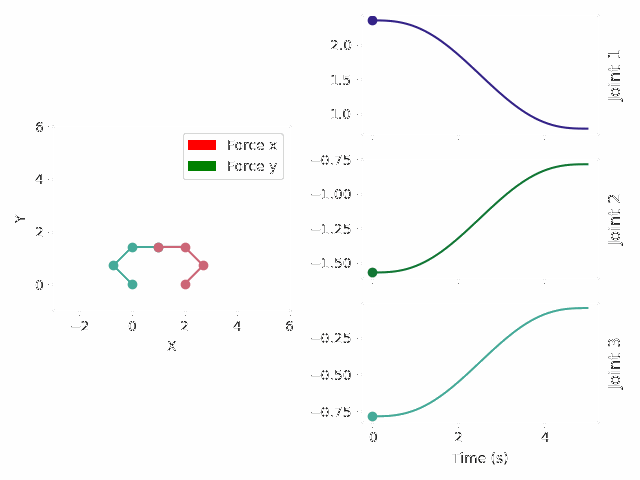 Force x
Force y
6
4
2
0
Y
−2 0 2 4 6
X
2.0
1.5
1.0
Joint 1
−0.75
−1.00
−1.25
−1.50
Joint 2
−0.25
−0.50
−0.75
Joint 3
0 2 4
Time (s)